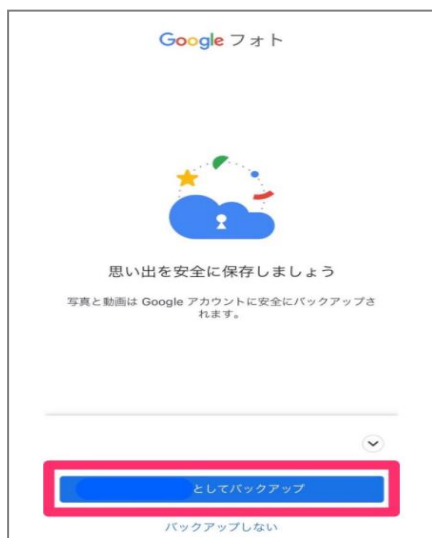 Google フォト
思い出を安全に保存しましょう
写真と動画は Google アカウントに安全にバックアップさ
れます。
としてバックアップ
バックアップしない